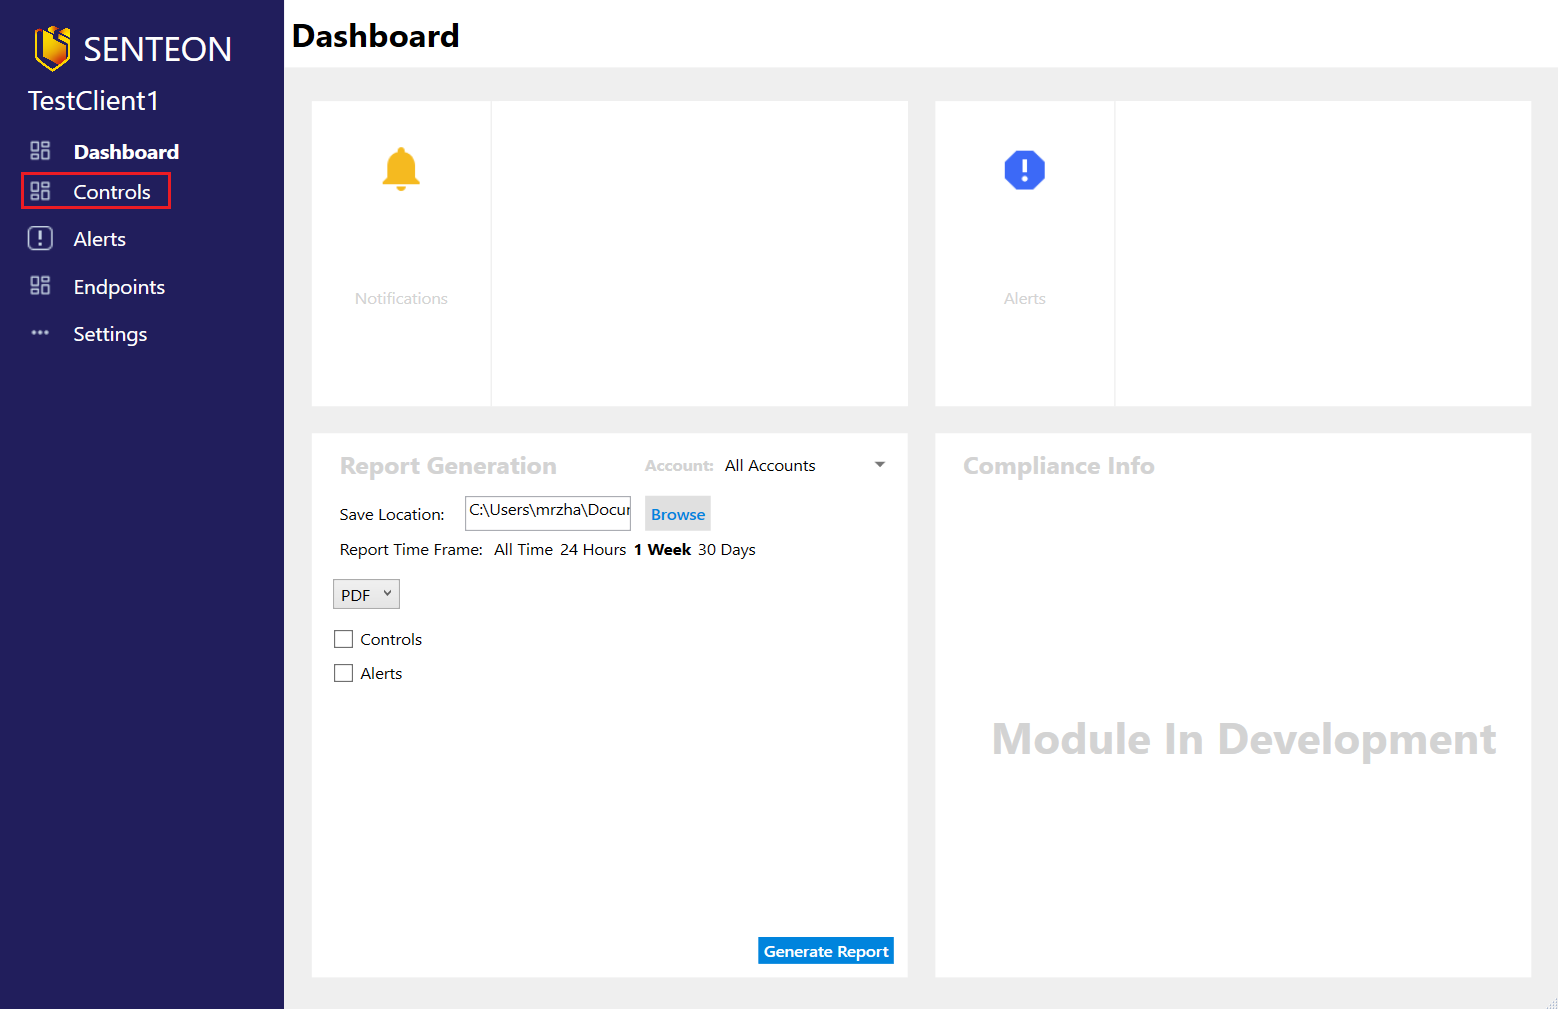 SENTEON
TestClient1
Dashboard
Controls
Alerts
Endpoints
Settings
Dashboard
Notifications
Alerts
Report Generation
Account: All Accounts
Save Location: C:\Users\mrzha\Docur Browse
Report Time Frame: All Time 24 Hours 1 Week 30 Days
PDF
Controls
Alerts
Generate Report
Compliance Info
Module In Development